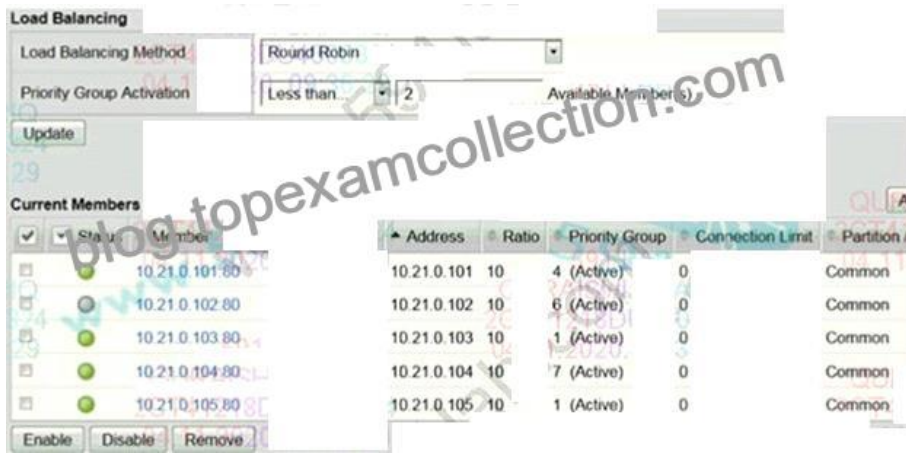 Load Balancing
Load Balancing Method Round Robin
Priority Group Activation Less than... 2 Available Member(s)
Update
Current Members
Status Member Address Ratio Priority Group Connection Limit Partition
10.21.0.101:80 10.21.0.101 10 4 (Active) 0 Common
10.21.0.102:80 10.21.0.102 10 6 (Active) 0 Common
10.21.0.103:80 10.21.0.103 10 1 (Active) 0 Common
10.21.0.104:80 10.21.0.104 10 7 (Active) 0 Common
10.21.0.105:80 10.21.0.105 10 1 (Active) 0 Common
Enable Disable Remove
blog.topexamcollection.com